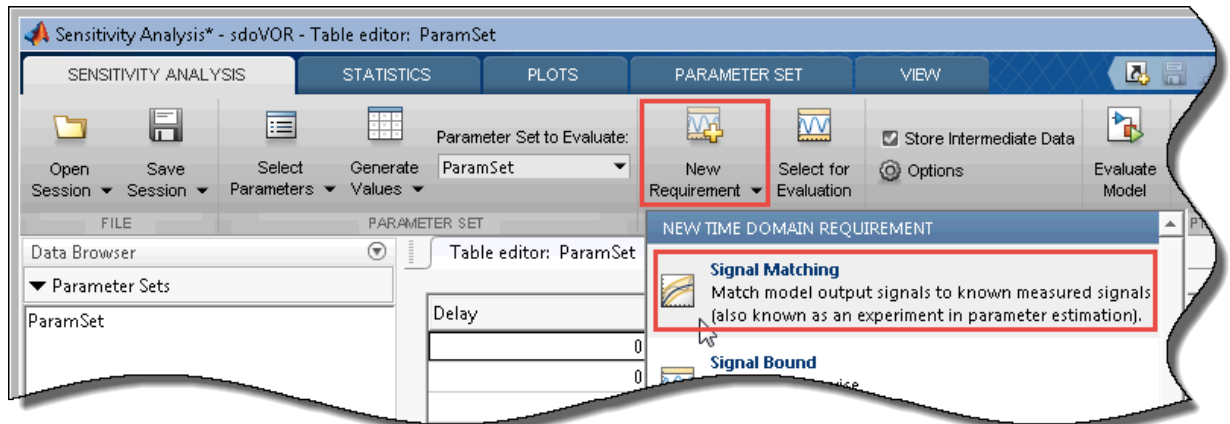 Sensitivity Analysis* - sdoVOR - Table editor: ParamSet
SENSITIVITY ANALYSIS
STATISTICS
PLOTS
PARAMETER SET
VIEW
Open
Session
Save
Session
Select
Parameters
Generate
Values
Parameter Set to Evaluate:
ParamSet
New
Requirement
Select for
Evaluation
Store Intermediate Data
Options
Evaluate
Model
FILE
PARAMETER SET
NEW TIME DOMAIN REQUIREMENT
Data Browser
Table editor: ParamSet
Signal Matching
Match model output signals to known measured signals
(also known as an experiment in parameter estimation).
Parameter Sets
ParamSet
Delay
0
0
Signal Bound